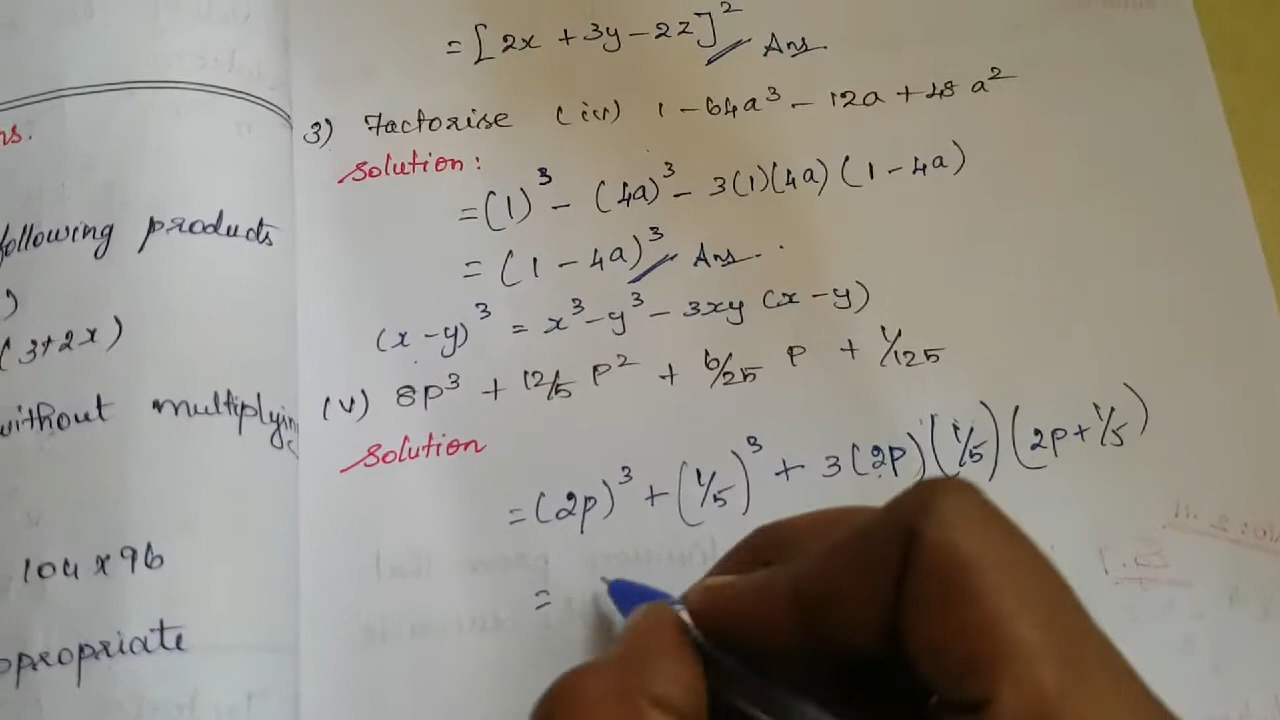 ns.
following products
)
(3+2x)
without multiplying
104 x 96
ppropriate
= [2x + 3y - 2z]² Ans.
3) Factorise (iv) 1 - 64a³ - 12a + 48a²
Solution:
= (1)³ - (4a)³ - 3(1)(4a)(1 - 4a)
= (1 - 4a)³ Ans.
(x - y)³ = x³ - y³ - 3xy (x - y)
(v) 8p³ + 12/5 p² + 6/25 p + 1/125
Solution
= (2p)³ + (1/5)³ + 3(2p)(1/5)(2p + 1/5)
=